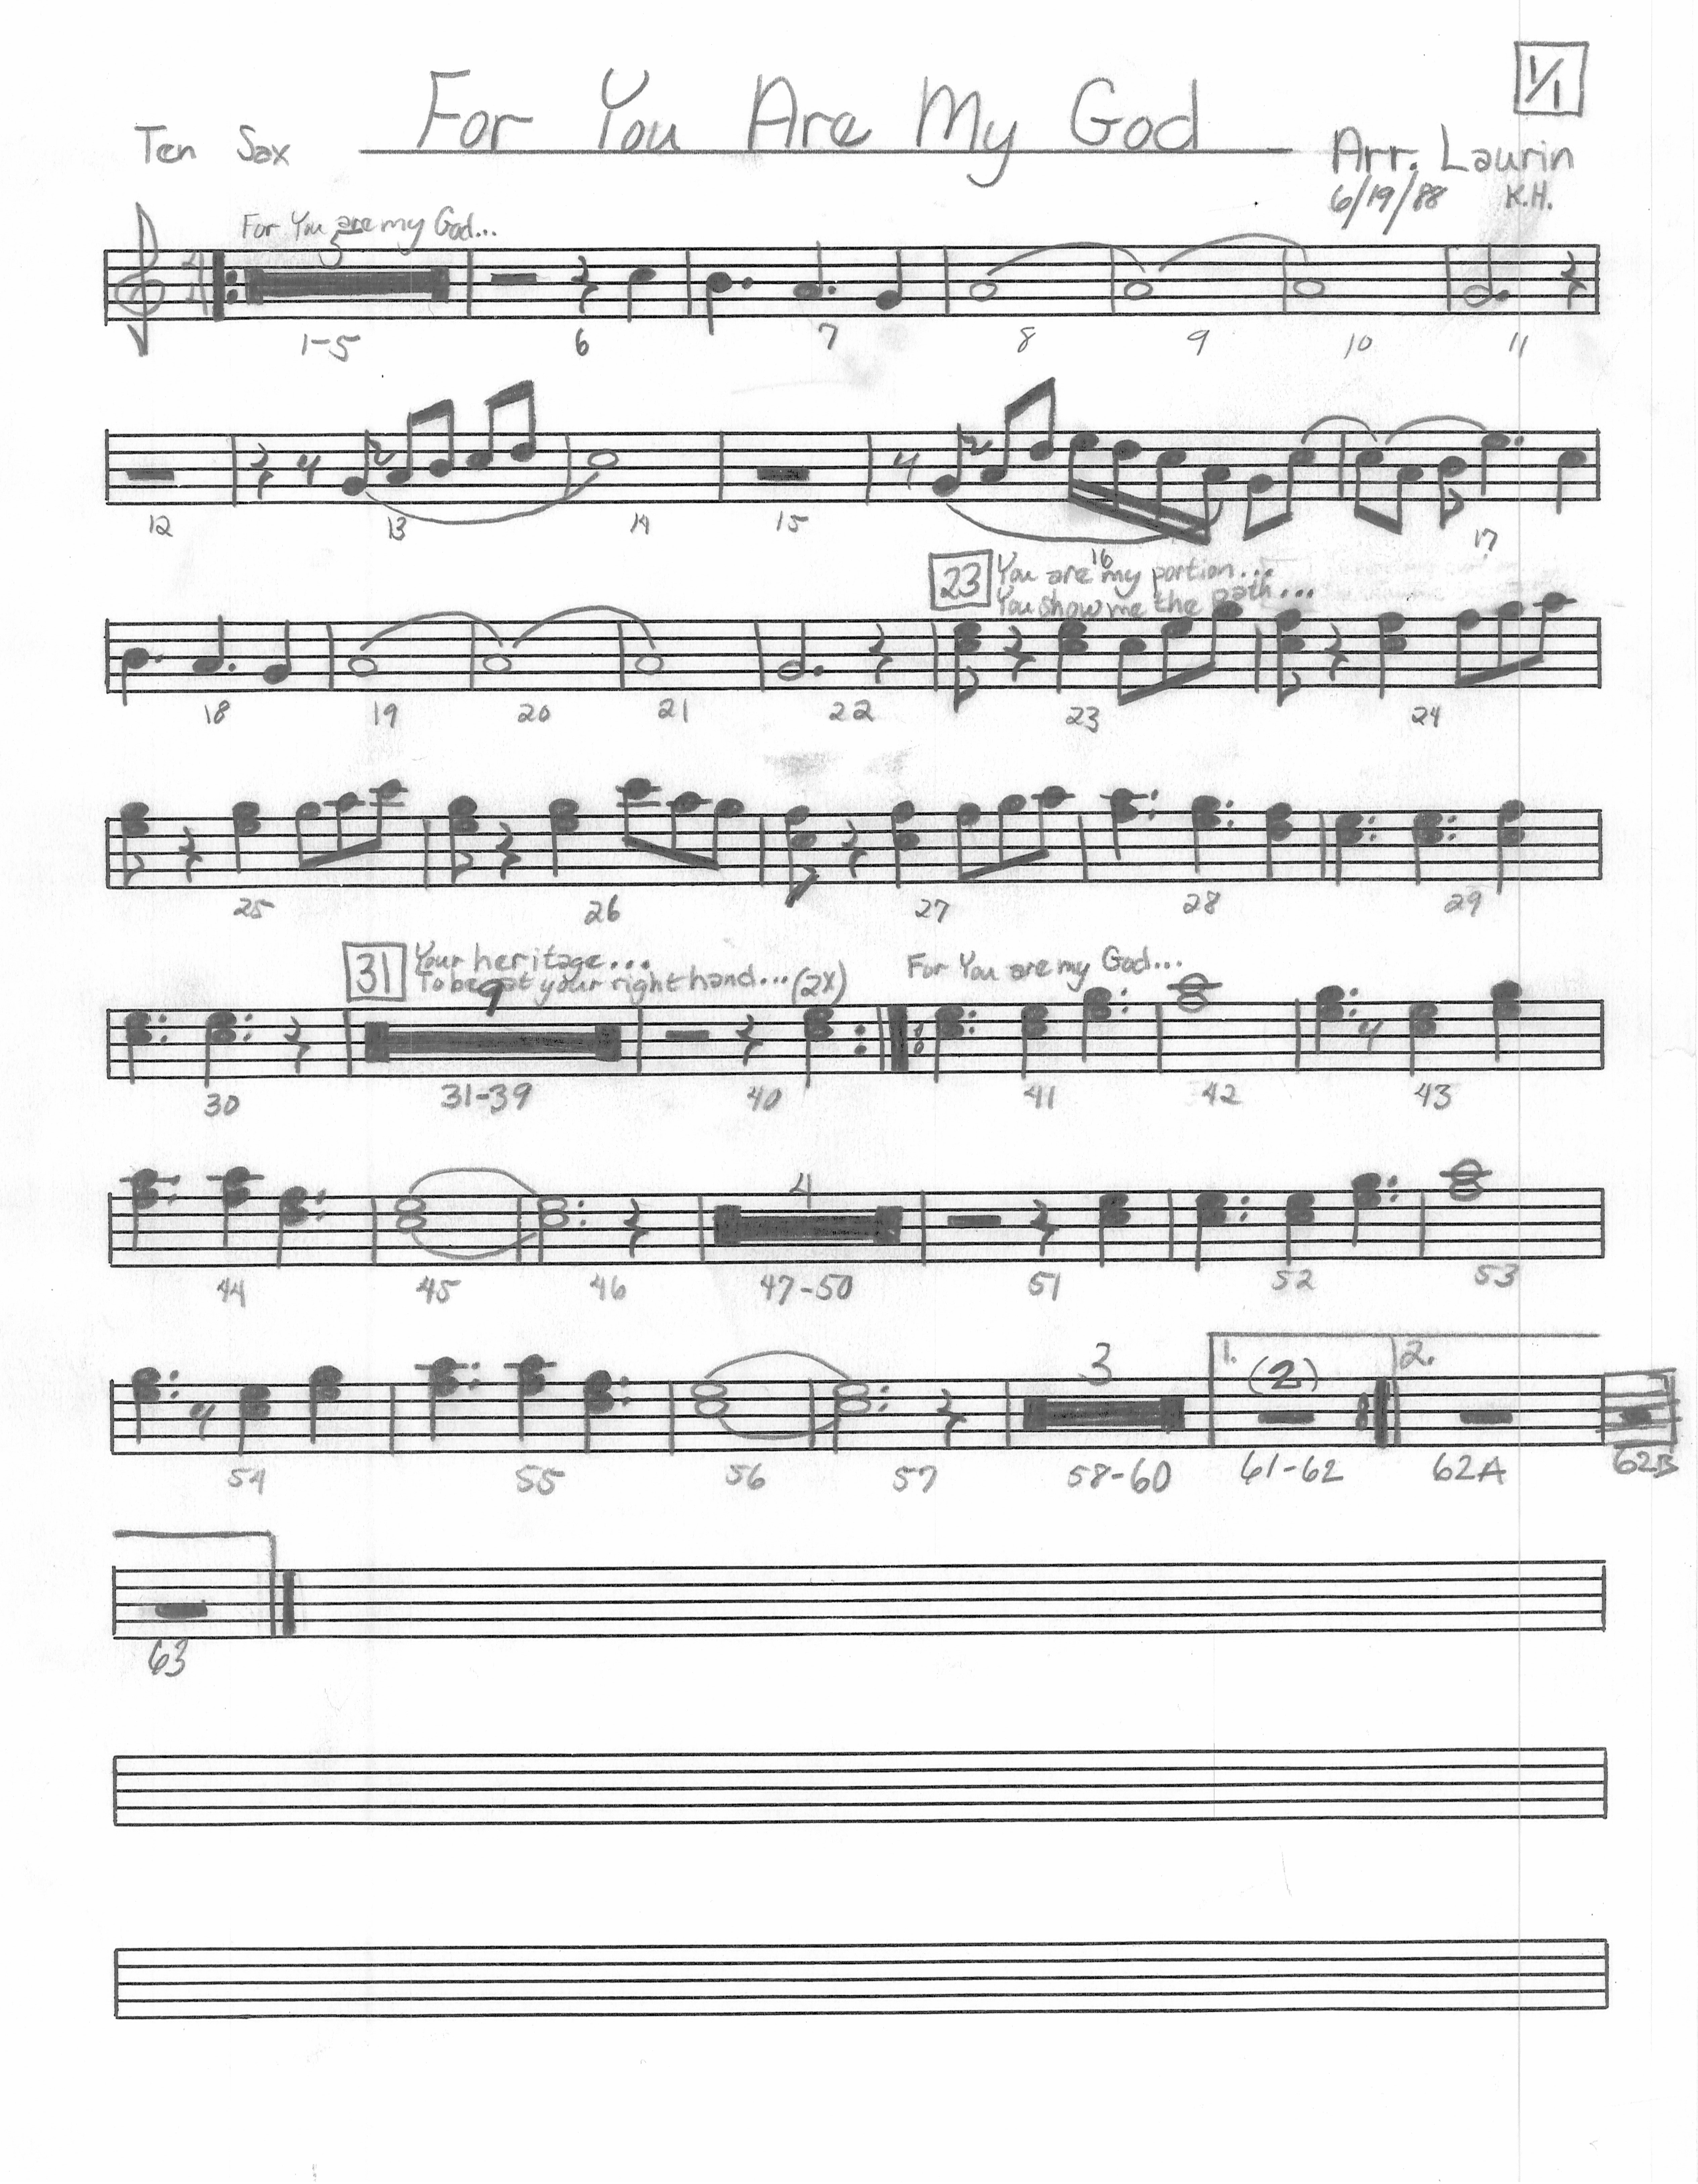 1/1
For You Are My God
Ten Sax
Arr. Laurin
6/19/88 K.H.
For You are my God...
5
4
4
1-5 6 7 8 9 10 11
12 13 14 15 16 17
23 You are my portion...
You show me the path...
18 19 20 21 22 23 24
25 26 27 28 29
31 Your heritage...
To be at your right hand... (2X)
For You are my God...
9
30 31-39 40 41 42 43
4
44 45 46 47-50 51 52 53
3 1. (2) 2.
54 55 56 57 58-60 61-62 62A 62B
63